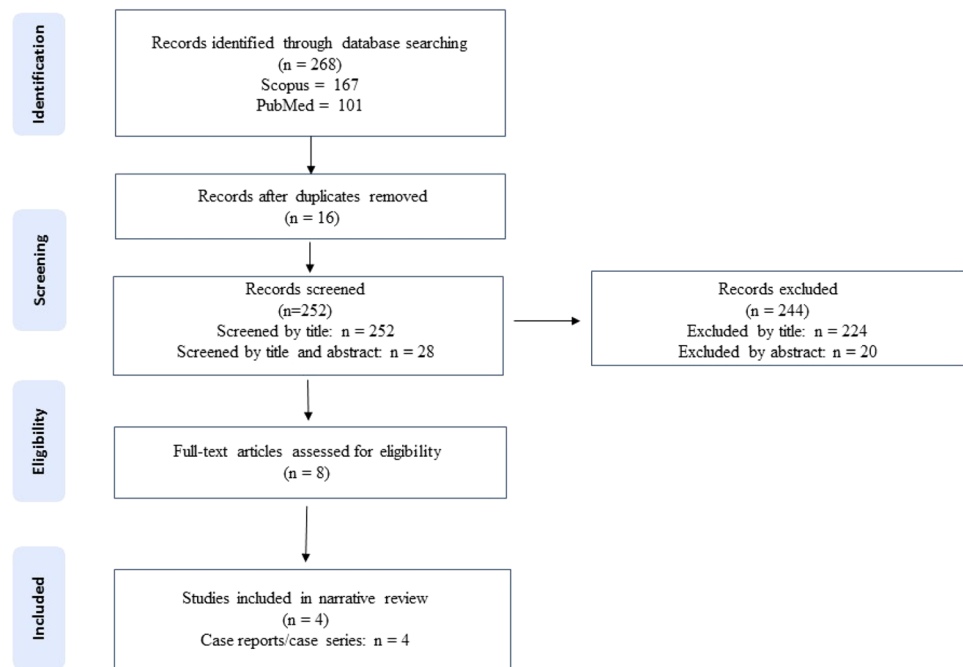 Identification
Records identified through database searching
(n = 268)
Scopus = 167
PubMed = 101
Records after duplicates removed
(n = 16)
Screening
Records screened
(n=252)
Screened by title: n = 252
Screened by title and abstract: n = 28
Records excluded
(n = 244)
Excluded by title: n = 224
Excluded by abstract: n = 20
Eligibility
Full-text articles assessed for eligibility
(n = 8)
Included
Studies included in narrative review
(n = 4)
Case reports/case series: n = 4